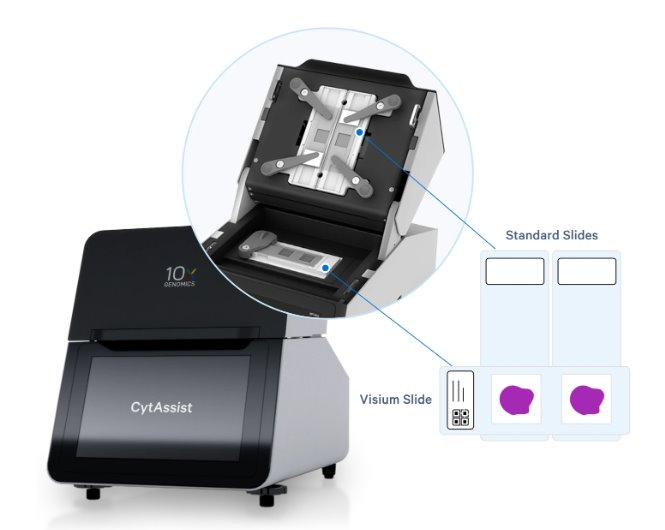 10x
GENOMICS
CytAssist
Standard Slides
Visium Slide